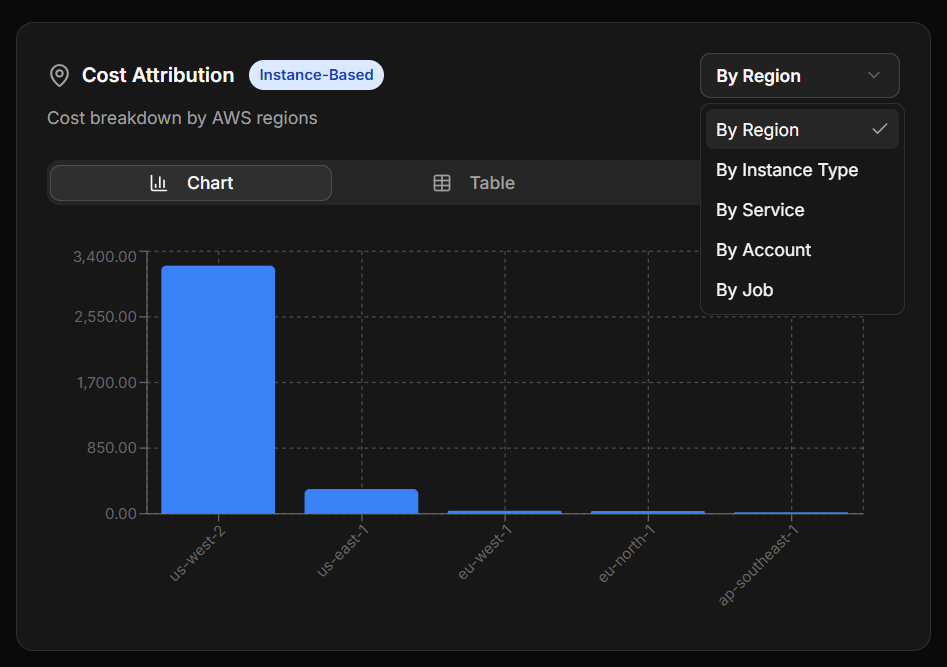 Cost Attribution
Instance-Based
By Region
Cost breakdown by AWS regions
By Region
By Instance Type
By Service
By Account
By Job
Chart
Table
3,400.00
2,550.00
1,700.00
850.00
0.00
us-west-2
us-east-1
eu-west-1
eu-north-1
ap-southeast-1